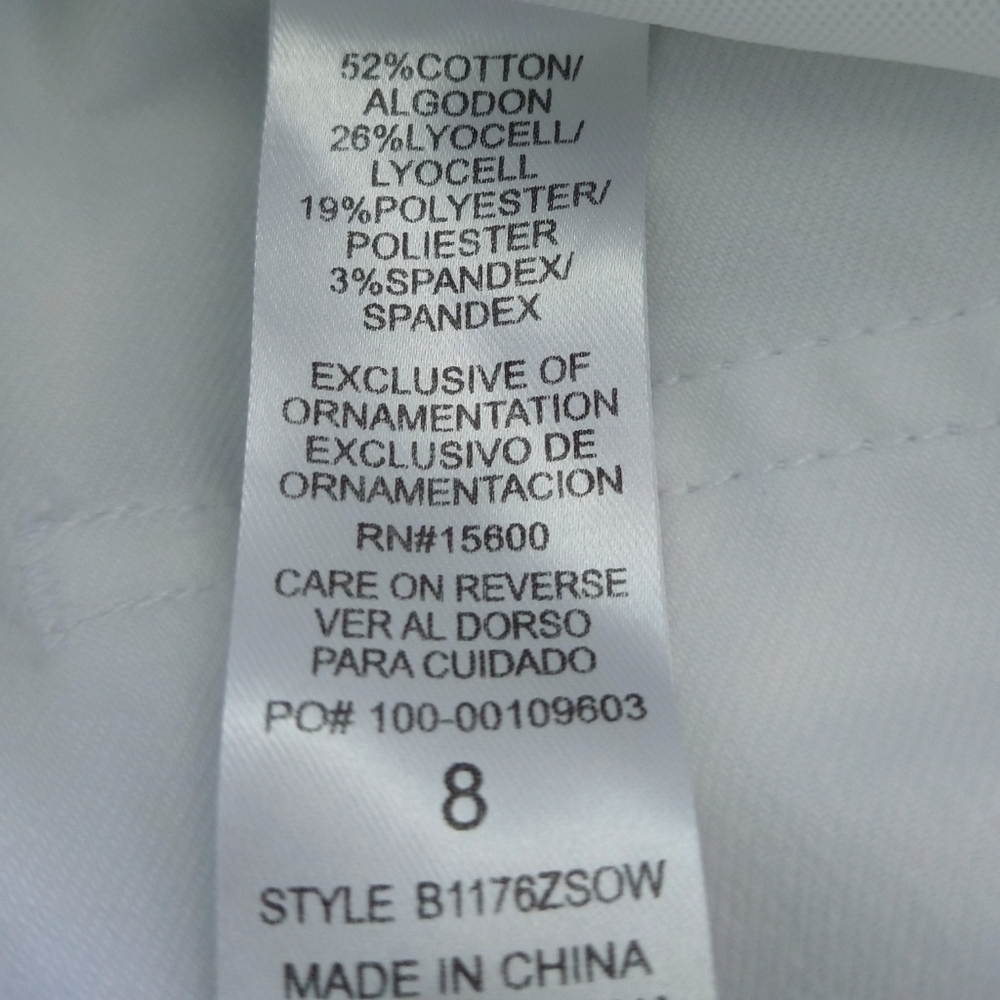 52%COTTON/
ALGODON
26%LYOCELL/
LYOCELL
19%POLYESTER/
POLIESTER
3%SPANDEX/
SPANDEX
EXCLUSIVE OF
ORNAMENTATION
EXCLUSIVO DE
ORNAMENTACION
RN#15600
CARE ON REVERSE
VER AL DORSO
PARA CUIDADO
PO# 100-00109603
8
STYLE B1176ZSOW
MADE IN CHINA